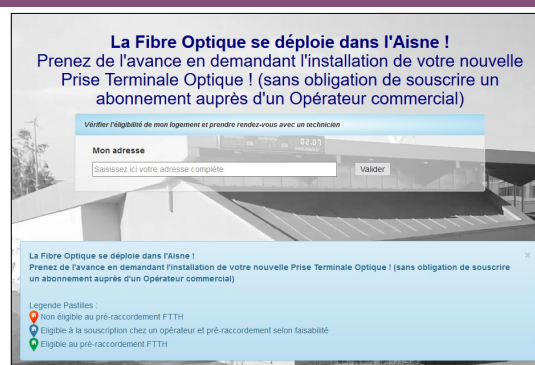 La Fibre Optique se déploie dans l'Aisne !
Prenez de l'avance en demandant l'installation de votre nouvelle
Prise Terminale Optique ! (sans obligation de souscrire un
abonnement auprès d'un Opérateur commercial)
Vérifier l'éligibilité de mon logement et prendre rendez-vous avec un technicien
Mon adresse
Saisissez ici votre adresse complète
Valider
La Fibre Optique se déploie dans l'Aisne !
Prenez de l'avance en demandant l'installation de votre nouvelle Prise Terminale Optique ! (sans obligation de souscrire
un abonnement auprès d'un Opérateur commercial)
×
Legende Pastilles :
Non éligible au pré-raccordement FTTH
Eligible à la souscription chez un opérateur et pré-raccordement selon faisabilité
Eligible au pré-raccordement FTTH